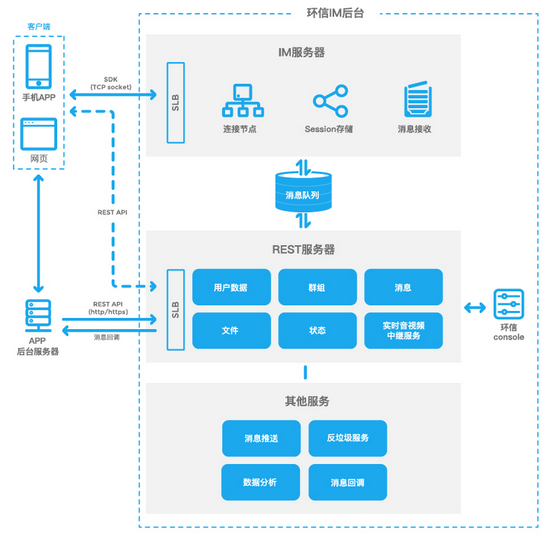 环信IM后台
客户端
手机APP
网页
SDK
(TCP socket)
IM服务器
SLB
连接节点
Session存储
消息接收
消息队列
REST API
REST服务器
SLB
用户数据
群组
消息
文件
状态
实时音视频
中继服务
REST API
(http/https)
消息回调
APP
后台服务器
环信
console
其他服务
消息推送
反垃圾服务
数据分析
消息回调